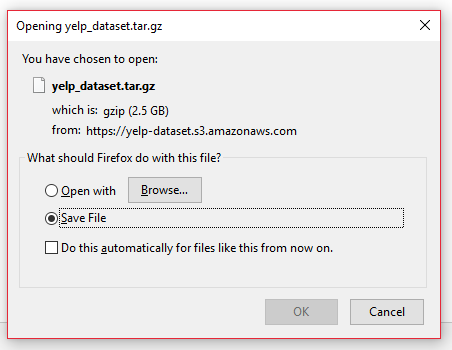 Opening yelp_dataset.tar.gz
You have chosen to open:
yelp_dataset.tar.gz
which is: gzip (2.5 GB)
from: https://yelp-dataset.s3.amazonaws.com
What should Firefox do with this file?
Open with Browse...
Save File
Do this automatically for files like this from now on.
OK Cancel